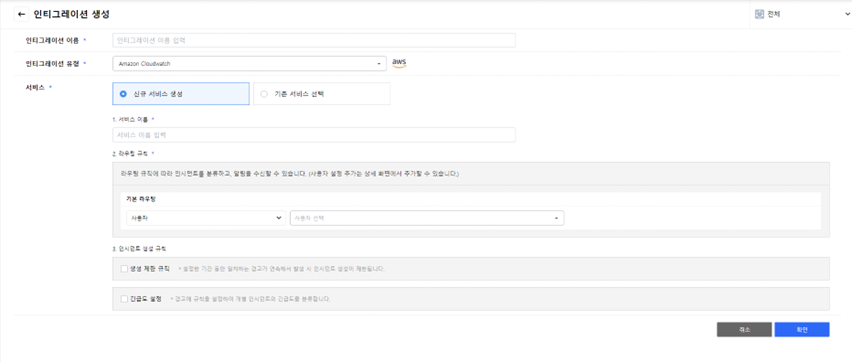 ← 인티그레이션 생성
전체
인티그레이션 이름 *
인티그레이션 이름 입력
인티그레이션 유형 *
Amazon Cloudwatch
aws
서비스 *
신규 서비스 생성
기존 서비스 선택
1. 서비스 이름 *
서비스 이름 입력
2. 라우팅 규칙 *
라우팅 규칙에 따라 인시던트를 분류하고, 알림을 수신할 수 있습니다. (사용자 설정 추가는 상세 화면에서 추가할 수 있습니다.)
기본 라우팅
사용자
사용자 선택
3. 인시던트 생성 규칙
생성 제한 규칙 * 설정한 기간 동안 일치하는 경고가 연속해서 발생 시 인시던트 생성이 제한됩니다.
긴급도 설정 * 경고에 규칙을 설정하여 개별 인시던트의 긴급도를 분류합니다.
취소
확인